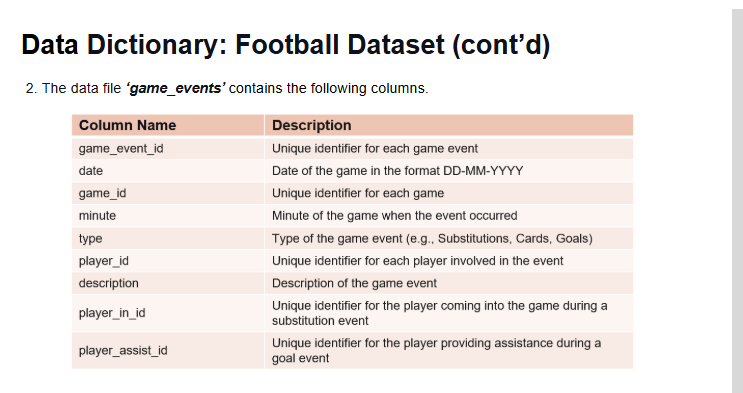 Data Dictionary: Football Dataset (cont’d)
2. The data file ‘game_events’ contains the following columns.
Column Name Description
game_event_id Unique identifier for each game event
date Date of the game in the format DD-MM-YYYY
game_id Unique identifier for each game
minute Minute of the game when the event occurred
type Type of the game event (e.g., Substitutions, Cards, Goals)
player_id Unique identifier for each player involved in the event
description Description of the game event
player_in_id Unique identifier for the player coming into the game during a
substitution event
player_assist_id Unique identifier for the player providing assistance during a
goal event